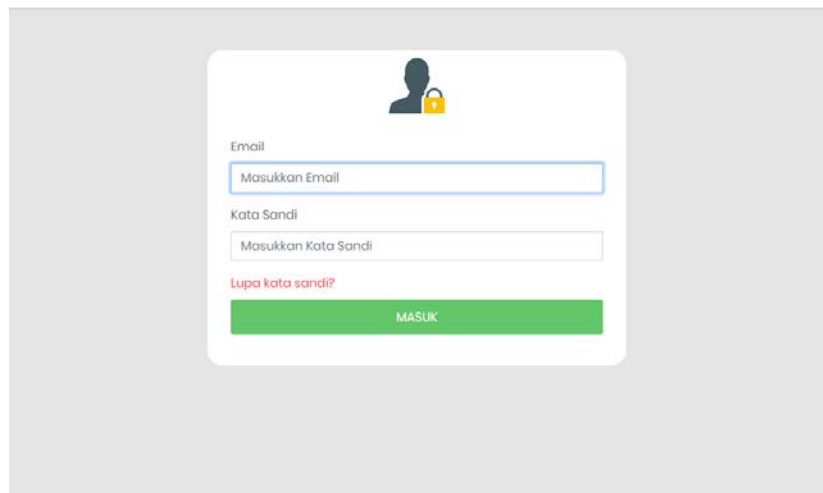 Email
Masukkan Email
Kata Sandi
Masukkan Kata Sandi
Lupa kata sandi?
MASUK